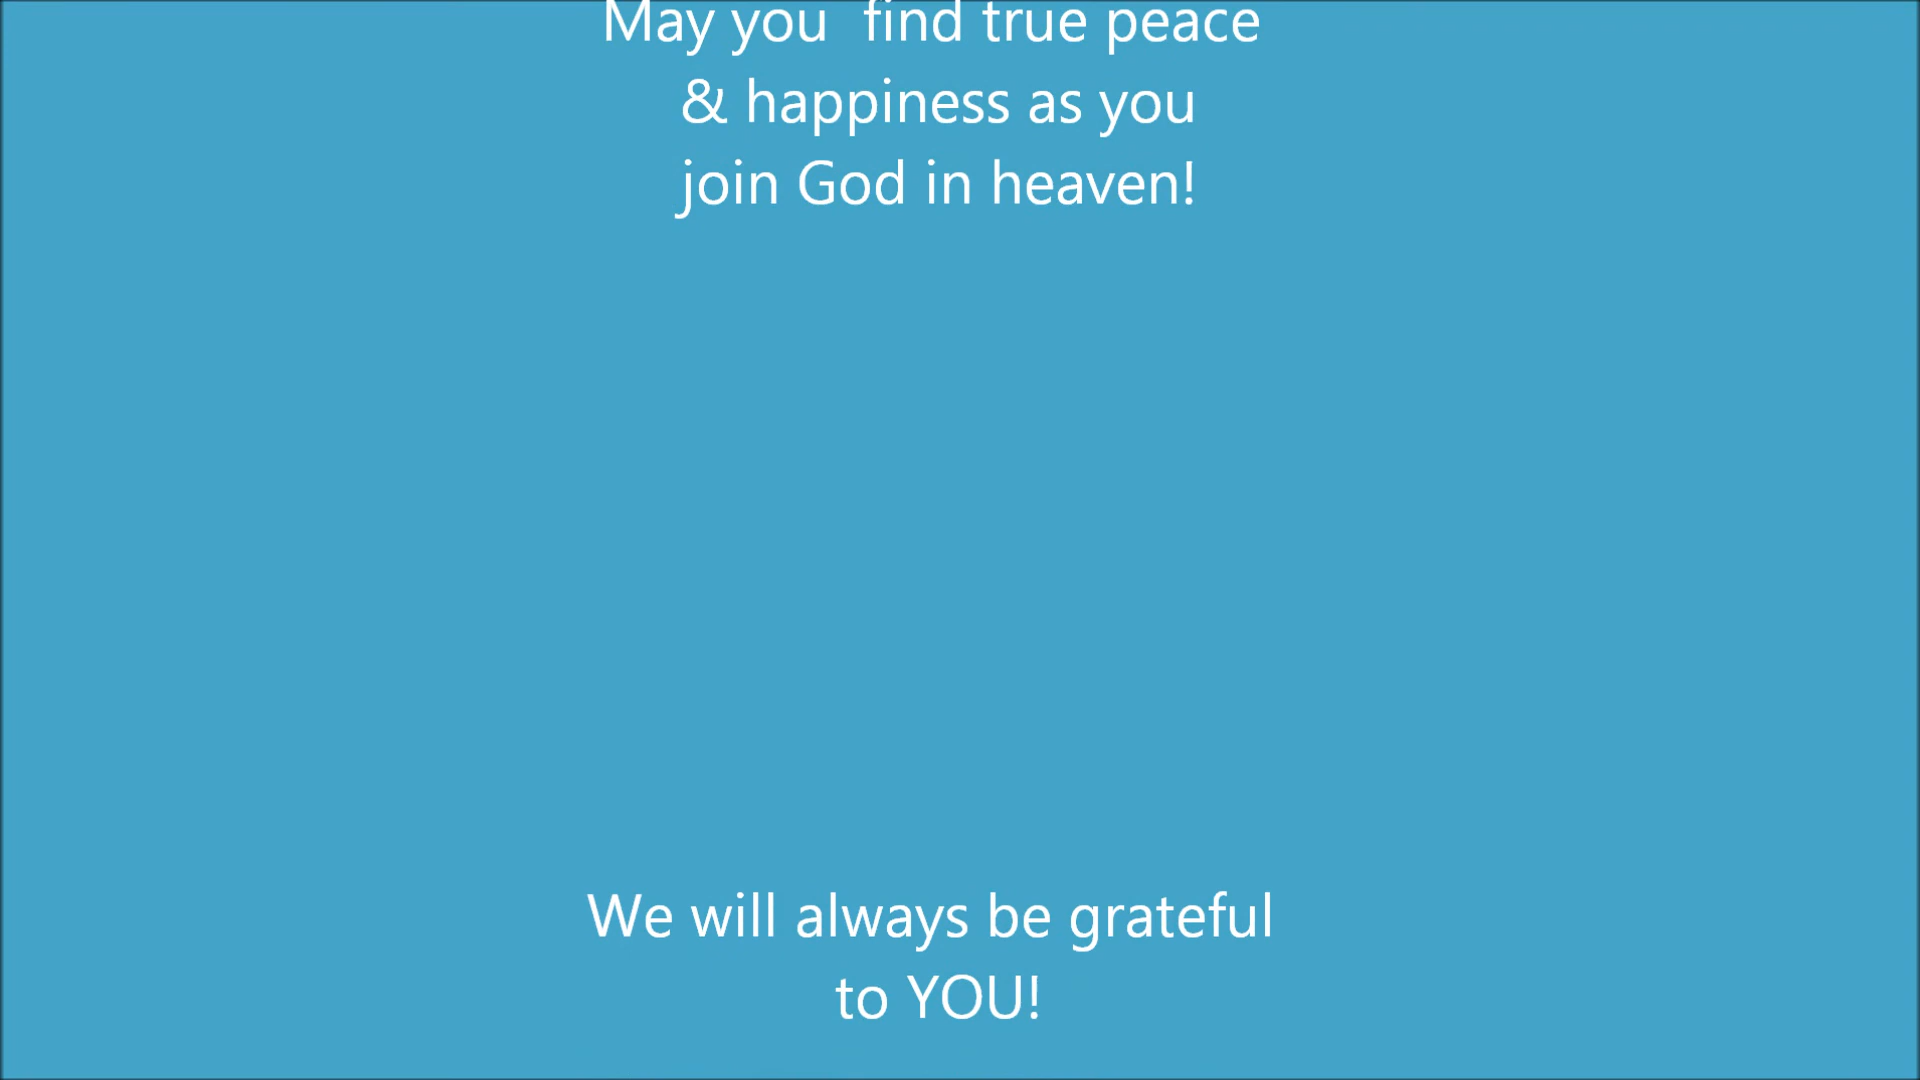 May you  find true peace
& happiness as you
join God in heaven!
We will always be grateful
to YOU!